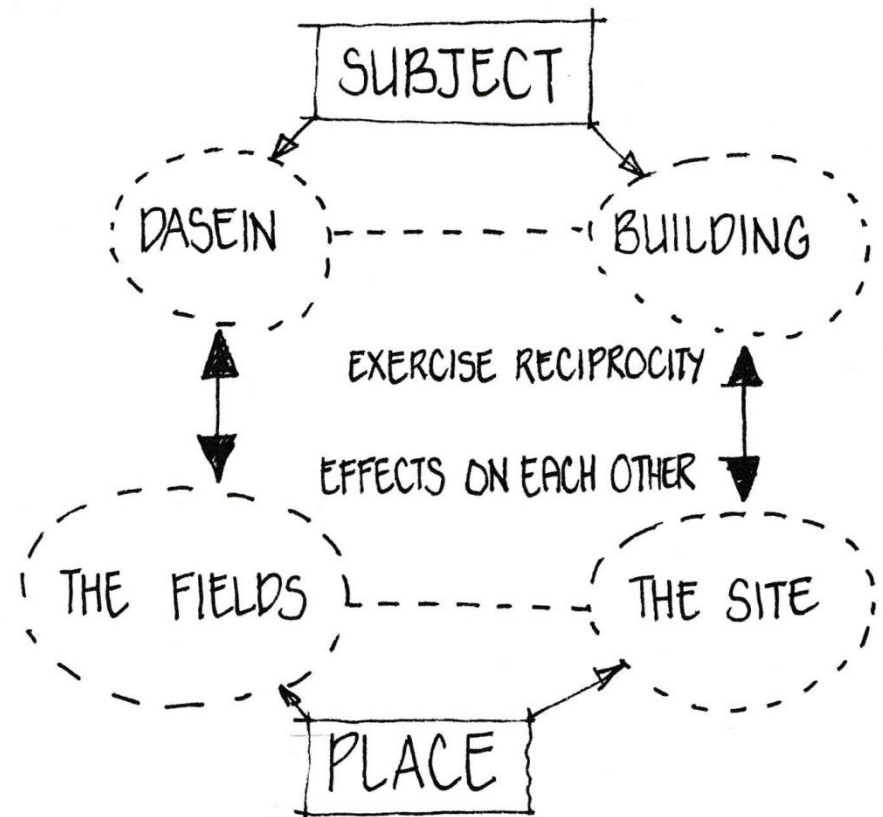 SUBJECT
DASEIN
BUILDING
EXERCISE RECIPROCITY
EFFECTS ON EACH OTHER
THE FIELDS
THE SITE
PLACE